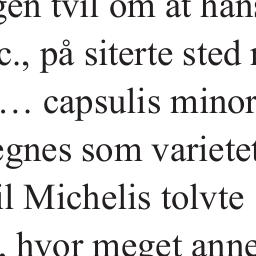 gen tvil om at hans
c., på siterte sted
… capsulis minor
egnes som varietet
il Michelis tolvte
, hvor meget anne